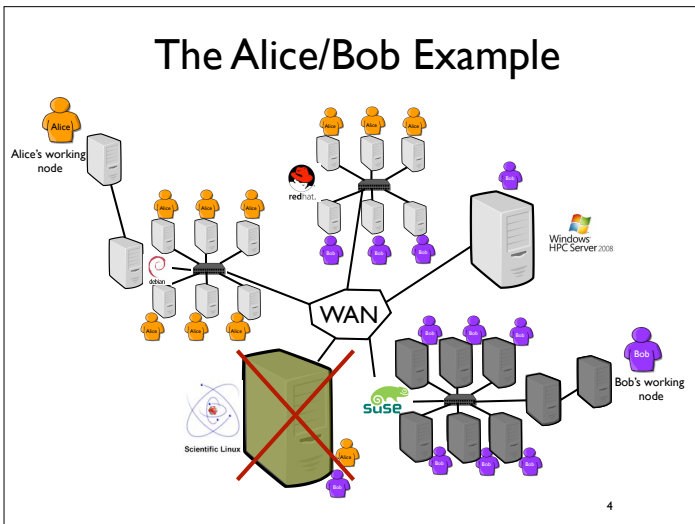 The Alice/Bob Example
Alice
Alice's working
node
Alice Alice Alice
redhat.
Bob Bob Bob
Bob
Windows
HPC Server 2008
Alice Alice Alice
debian
Alice Alice Alice
WAN
Bob Bob Bob
Bob
Bob's working
node
SUSE
Bob Bob Bob
Scientific Linux
Alice
Bob
4